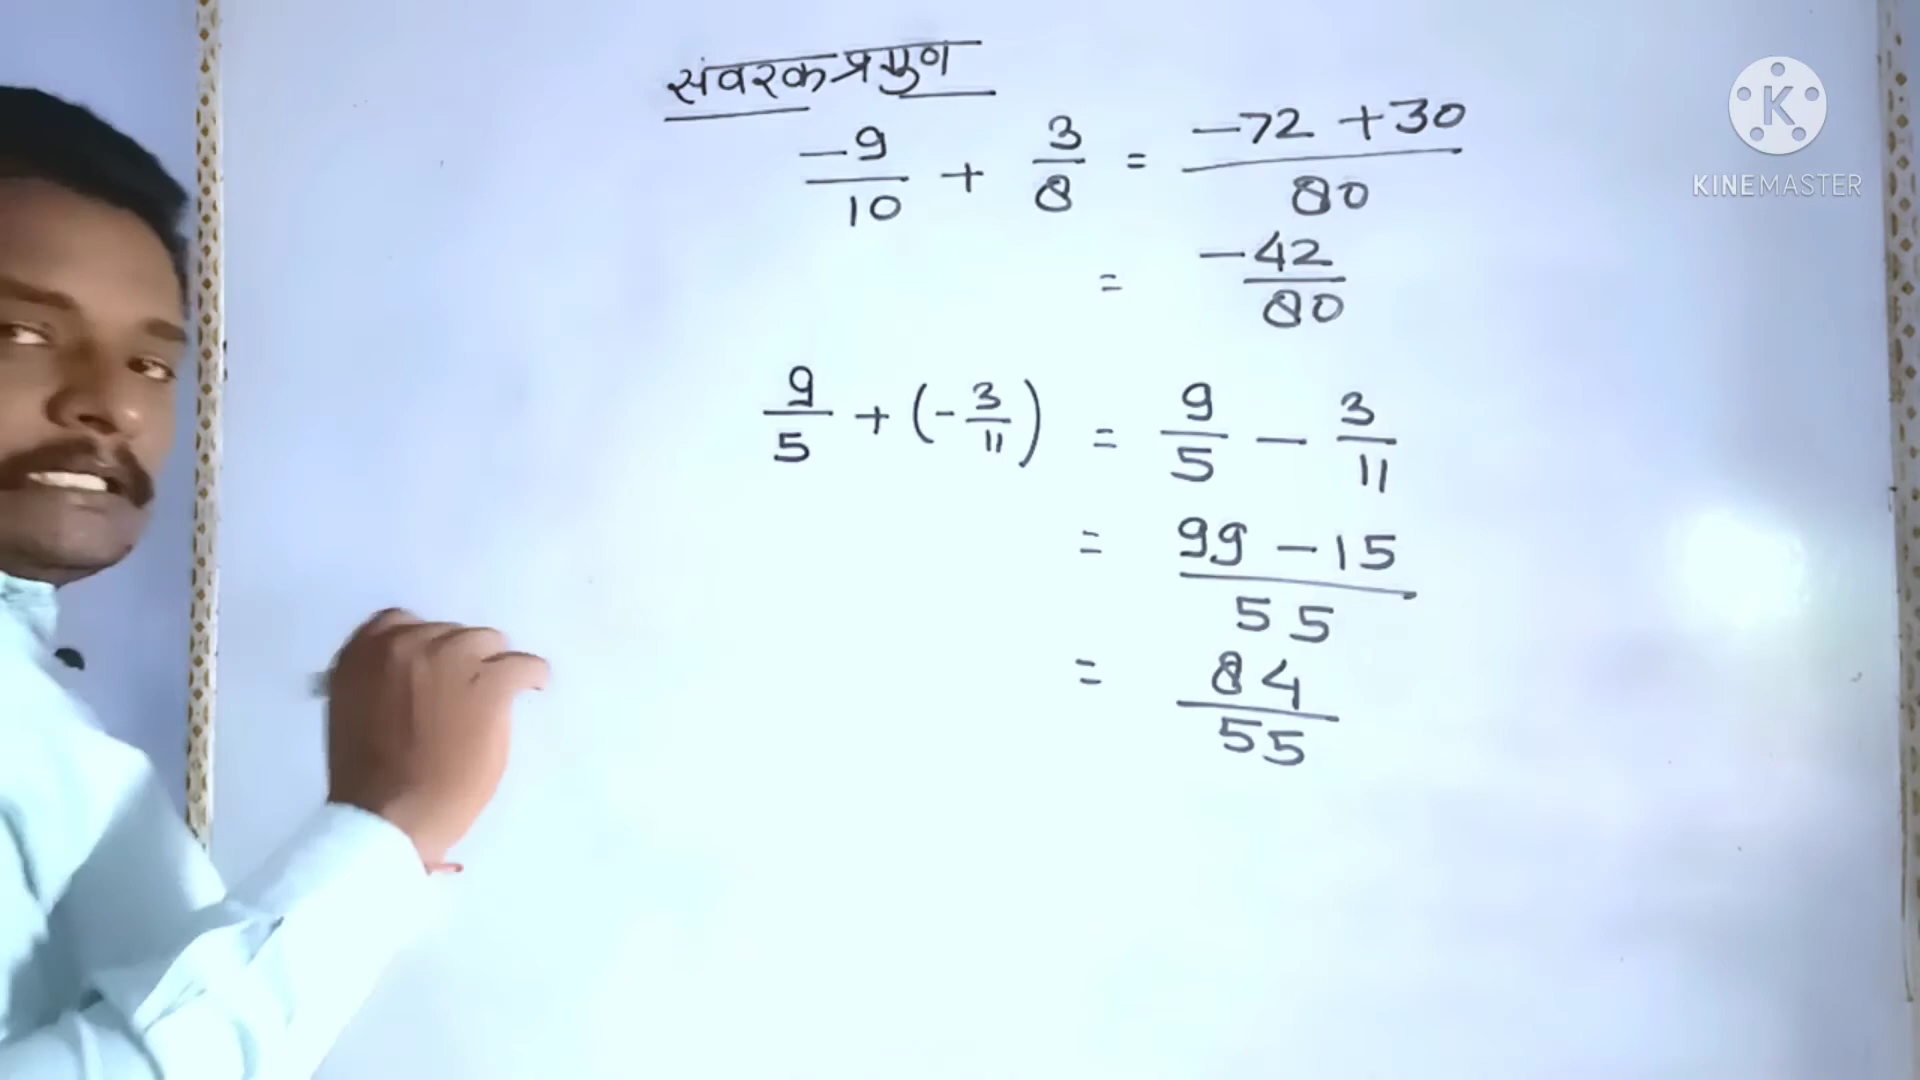 संवरक प्रगुण
-9/10 + 3/8 = -72 + 30/80
= -42/80
9/5 + (-3/11) = 9/5 - 3/11
= 99 - 15/55
= 84/55
K
KINEMASTER